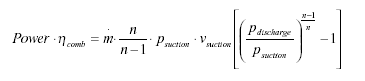 Power · η_comb = ṁ · n/(n−1) · p_suction · v_suction [(p_discharge/p_suction)^((n−1)/n) − 1]